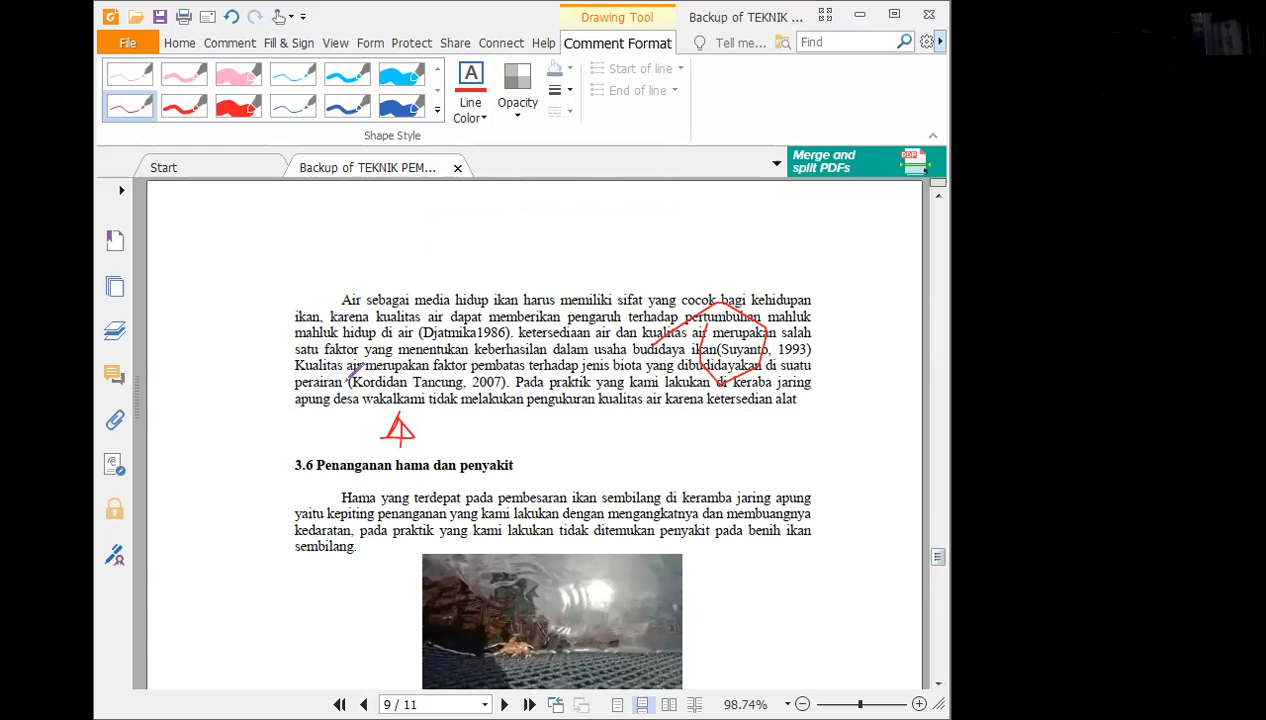 Drawing Tool
Backup of TEKNIK ...
File
Home
Comment
Fill & Sign
View
Form
Protect
Share
Connect
Help
Comment Format
Tell me...
Find
Line
Color
Opacity
Start of line
End of line
Shape Style
Start
Backup of TEKNIK PEM...
Merge and
split PDFs
PDF
Air sebagai media hidup ikan harus memiliki sifat yang cocok bagi kehidupan
ikan, karena kualitas air dapat memberikan pengaruh terhadap pertumbuhan mahluk
mahluk hidup di air (Djatmika1986). ketersediaan air dan kualitas air merupakan salah
satu faktor yang menentukan keberhasilan dalam usaha budidaya ikan(Suyanto, 1993)
Kualitas air merupakan faktor pembatas terhadap jenis biota yang dibudidayakan di suatu
perairan (Kordidan Tancung, 2007). Pada praktik yang kami lakukan di keraba jaring
apung desa wakalkami tidak melakukan pengukuran kualitas air karena ketersedian alat
3.6 Penanganan hama dan penyakit
Hama yang terdepat pada pembesaran ikan sembilang di keramba jaring apung
yaitu kepiting penanganan yang kami lakukan dengan mengangkatnya dan membuangnya
kedaratan, pada praktik yang kami lakukan tidak ditemukan penyakit pada benih ikan
sembilang.
9 / 11
98.74%